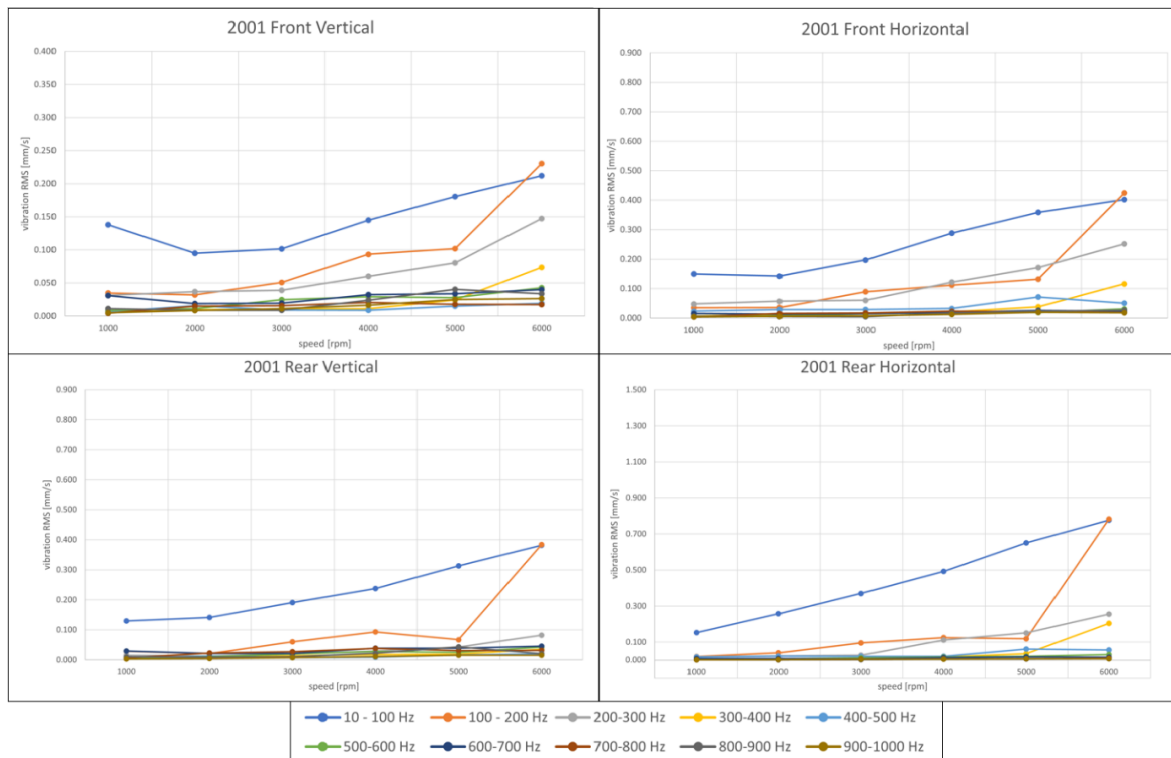 2001 Front Vertical
0.400
0.350
0.300
0.250
0.200
0.150
0.100
0.050
0.000
vibration RMS [mm/s]
1000 2000 3000 4000 5000 6000
speed [rpm]
2001 Front Horizontal
0.900
0.800
0.700
0.600
0.500
0.400
0.300
0.200
0.100
0.000
vibration RMS [mm/s]
1000 2000 3000 4000 5000 6000
speed [rpm]
2001 Rear Vertical
0.900
0.800
0.700
0.600
0.500
0.400
0.300
0.200
0.100
0.000
vibration RMS [mm/s]
1000 2000 3000 4000 5000 6000
speed [rpm]
2001 Rear Horizontal
1.500
1.300
1.100
0.900
0.700
0.500
0.300
0.100
0.000
vibration RMS [mm/s]
1000 2000 3000 4000 5000 6000
speed [rpm]
10 - 100 Hz 100 - 200 Hz 200-300 Hz 300-400 Hz 400-500 Hz
500-600 Hz 600-700 Hz 700-800 Hz 800-900 Hz 900-1000 Hz